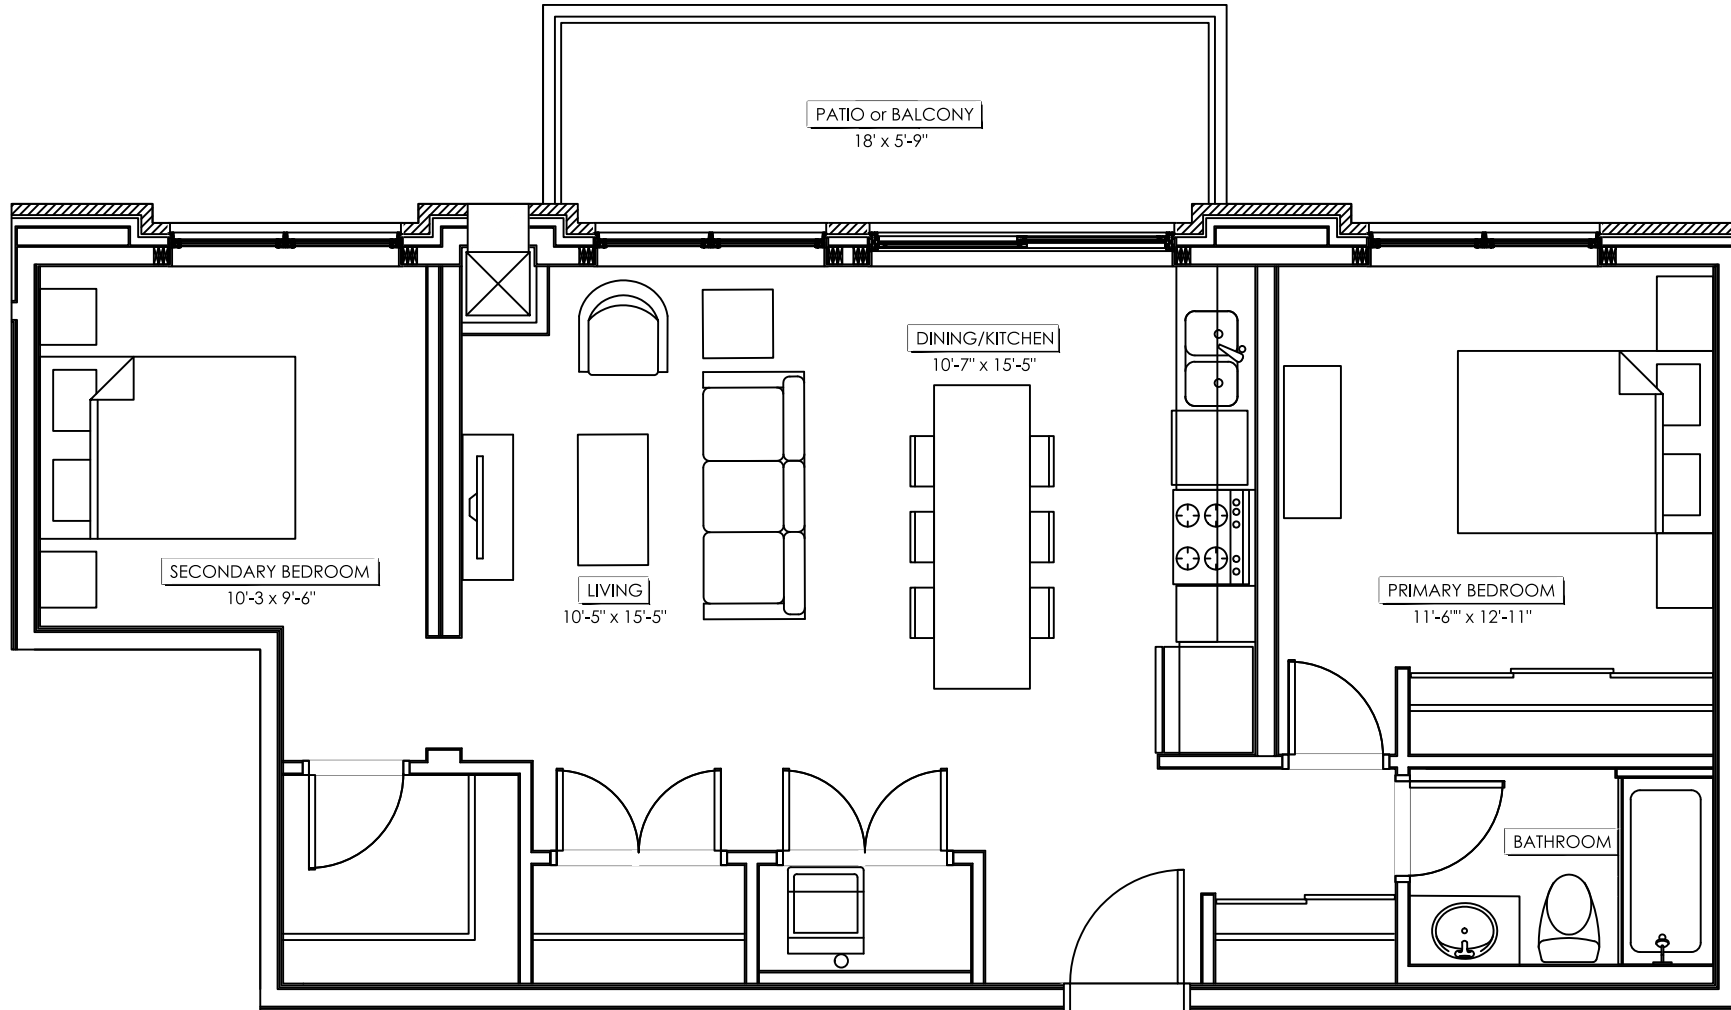 PATIO or BALCONY
18' x 5'-9"
DINING/KITCHEN
10'-7" x 15'-5"
SECONDARY BEDROOM
10'-3 x 9'-6"
LIVING
10'-5" x 15'-5"
PRIMARY BEDROOM
11'-6"" x 12'-11"
BATHROOM